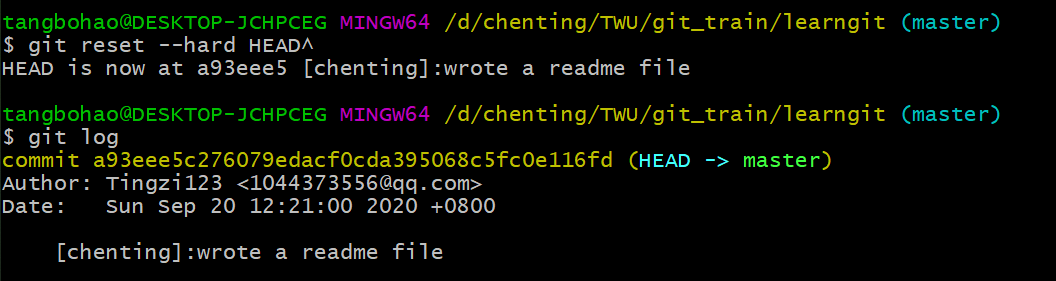 tangbohao@DESKTOP-JCHPCEG MINGW64 /d/chenting/TWU/git_train/learngit (master)
$ git reset --hard HEAD^
HEAD is now at a93eee5 [chenting]:wrote a readme file
tangbohao@DESKTOP-JCHPCEG MINGW64 /d/chenting/TWU/git_train/learngit (master)
$ git log
commit a93eee5c276079edacf0cda395068c5fc0e116fd (HEAD -> master)
Author: Tingzi123 <1044373556@qq.com>
Date:   Sun Sep 20 12:21:00 2020 +0800
    [chenting]:wrote a readme file